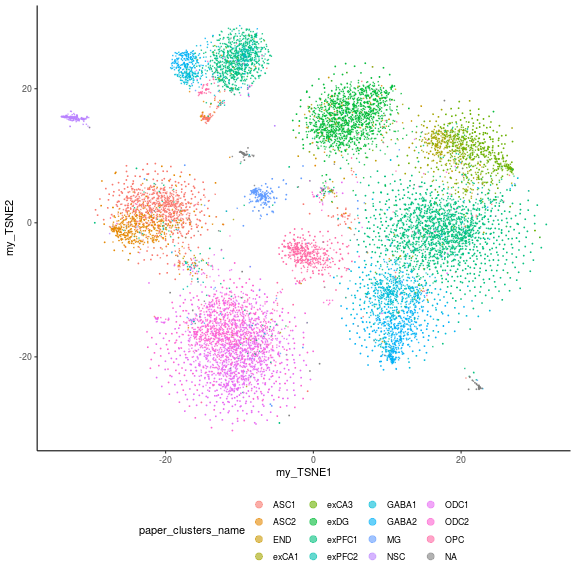 my_TSNE2
20
0
-20
-20
0
20
my_TSNE1
paper_clusters_name
ASC1 exCA3 GABA1 ODC1
ASC2 exDG GABA2 ODC2
END exPFC1 MG OPC
exCA1 exPFC2 NSC NA